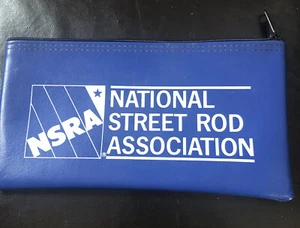 NSRA
NATIONAL
STREET ROD
ASSOCIATION